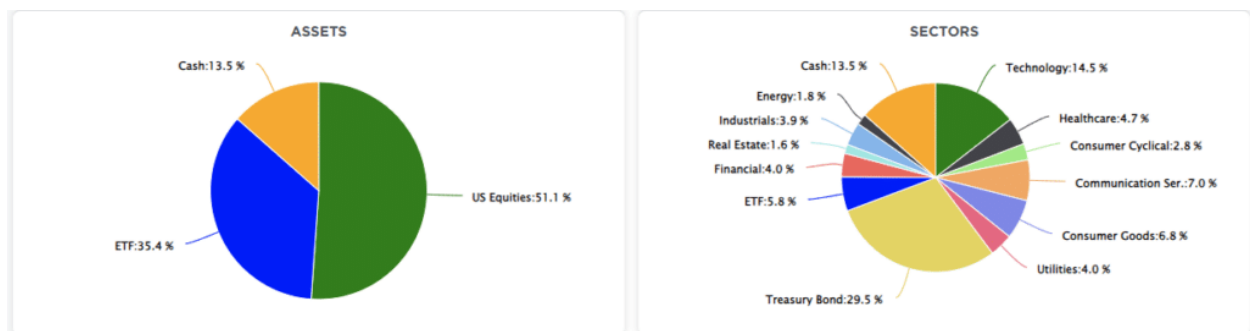 ASSETS
Cash:13.5 %
US Equities:51.1 %
ETF:35.4 %
SECTORS
Cash:13.5 %
Technology:14.5 %
Energy:1.8 %
Healthcare:4.7 %
Industrials:3.9 %
Consumer Cyclical:2.8 %
Real Estate:1.6 %
Financial:4.0 %
Communication Ser.:7.0 %
ETF:5.8 %
Consumer Goods:6.8 %
Utilities:4.0 %
Treasury Bond:29.5 %